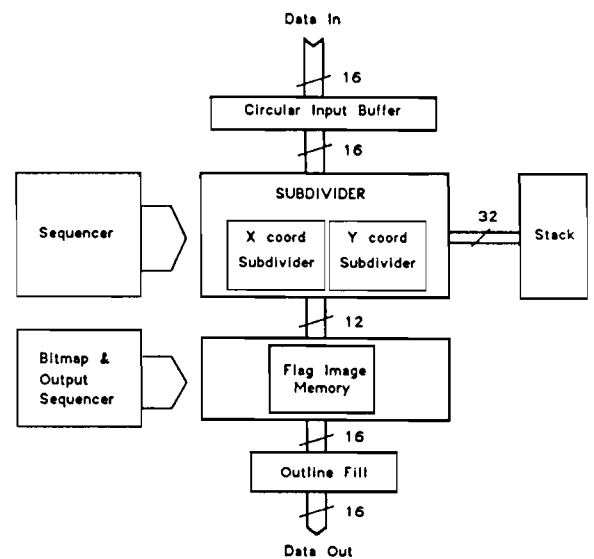 Data In
16
Circular Input Buffer
16
SUBDIVIDER
Sequencer
X coord
Subdivider
Y coord
Subdivider
32
Stack
12
Bitmap &
Output
Sequencer
Flag Image
Memory
16
Outline Fill
16
Data Out